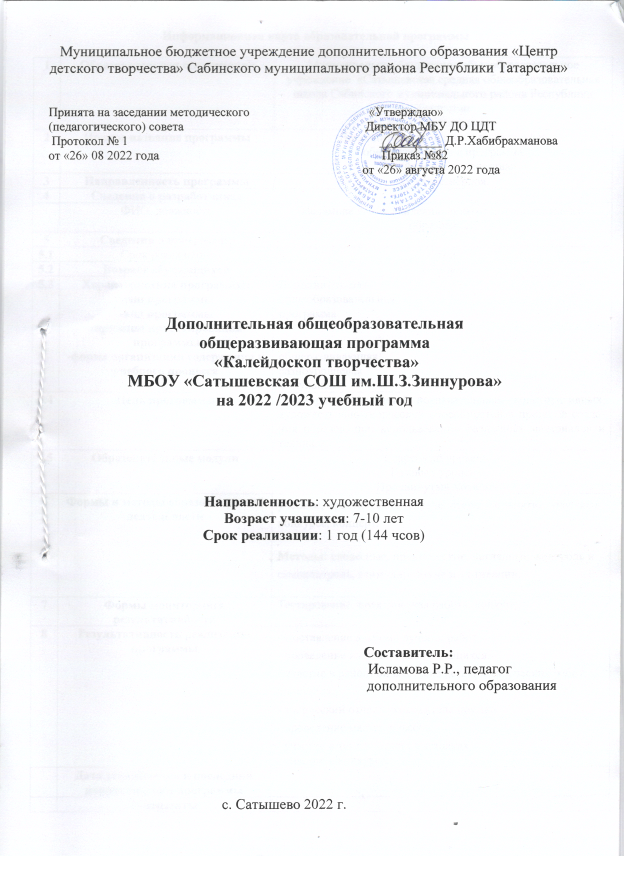 Муниципальное бюджетное учреждение дополнительного образования «Центр
детского творчества» Сабинского муниципального района Республики Татарстан»
Принята на заседании методического
(педагогического) совета
Протокол № 1
от «26» 08 2022 года
«Утверждаю»
Директор МБУ ДО ЦДТ
Д.Р.Хабибрахманова
Приказ №82
от «26» августа 2022 года
Дополнительная общеобразовательная
общеразвивающая программа
«Калейдоскоп творчества»
МБОУ «Сатышевская СОШ им.Ш.З.Зиннурова»
на 2022 /2023 учебный год
Направленность: художественная
Возраст учащихся: 7-10 лет
Срок реализации: 1 год (144 чсов)
Составитель:
Исламова Р.Р., педагог
дополнительного образования
с. Сатышево 2022 г.